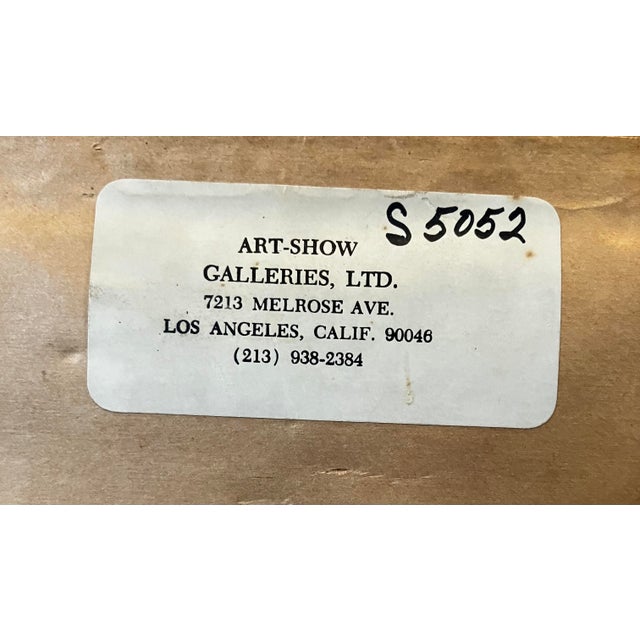 S 5052
ART-SHOW
GALLERIES, LTD.
7213 MELROSE AVE.
LOS ANGELES, CALIF. 90046
(213) 938-2384